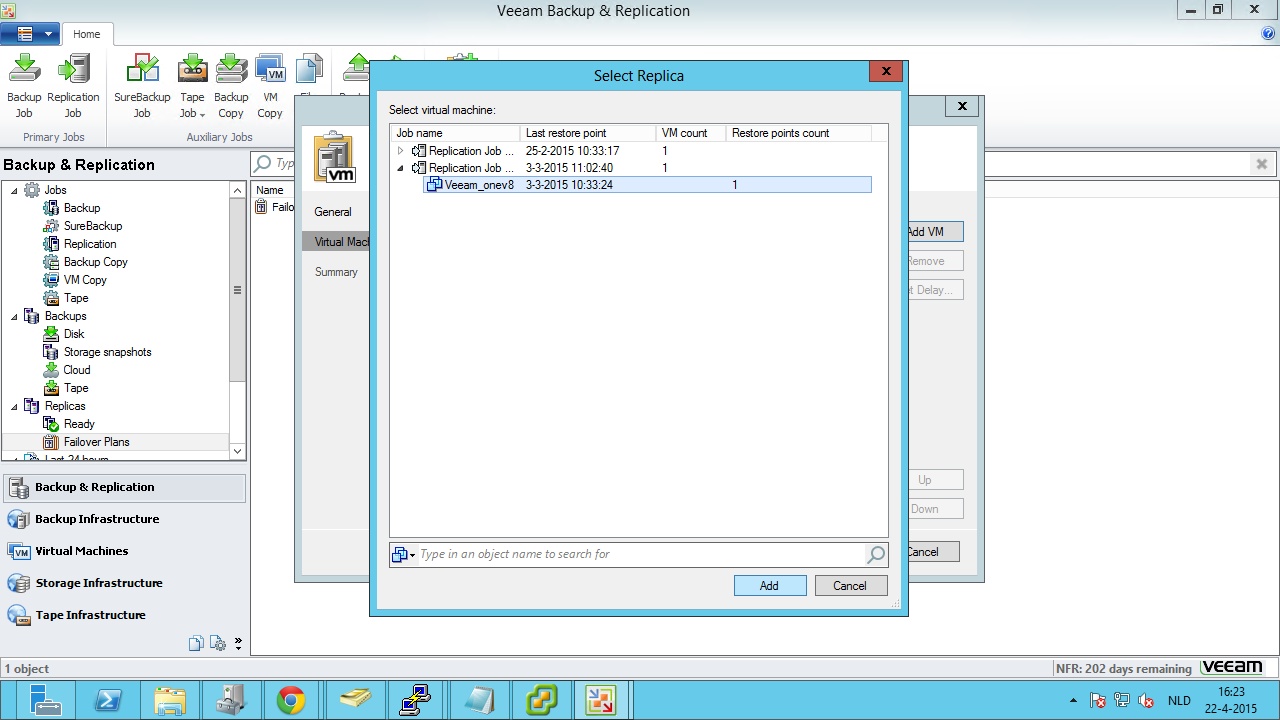 Veeam Backup & Replication
Home
Backup Job
Replication Job
SureBackup Job
Tape Job
Backup Copy
VM Copy
Primary Jobs
Auxiliary Jobs
Backup & Replication
Jobs
Backup
SureBackup
Replication
Backup Copy
VM Copy
Tape
Backups
Disk
Storage snapshots
Cloud
Tape
Replicas
Ready
Failover Plans
Last 24 hours
Backup & Replication
Backup Infrastructure
Virtual Machines
Storage Infrastructure
Tape Infrastructure
Name
vm
General
Virtual Mach
Summary
Add VM
Remove
t Delay...
Up
Down
Cancel
Select Replica
Select virtual machine:
Job name Last restore point VM count Restore points count
Replication Job ... 25-2-2015 10:33:17 1
Replication Job ... 3-3-2015 11:02:40 1
Veeam_onev8 3-3-2015 10:33:24 1
Type in an object name to search for
Add Cancel
1 object
NFR: 202 days remaining veeam
NLD
16:23
22-4-2015